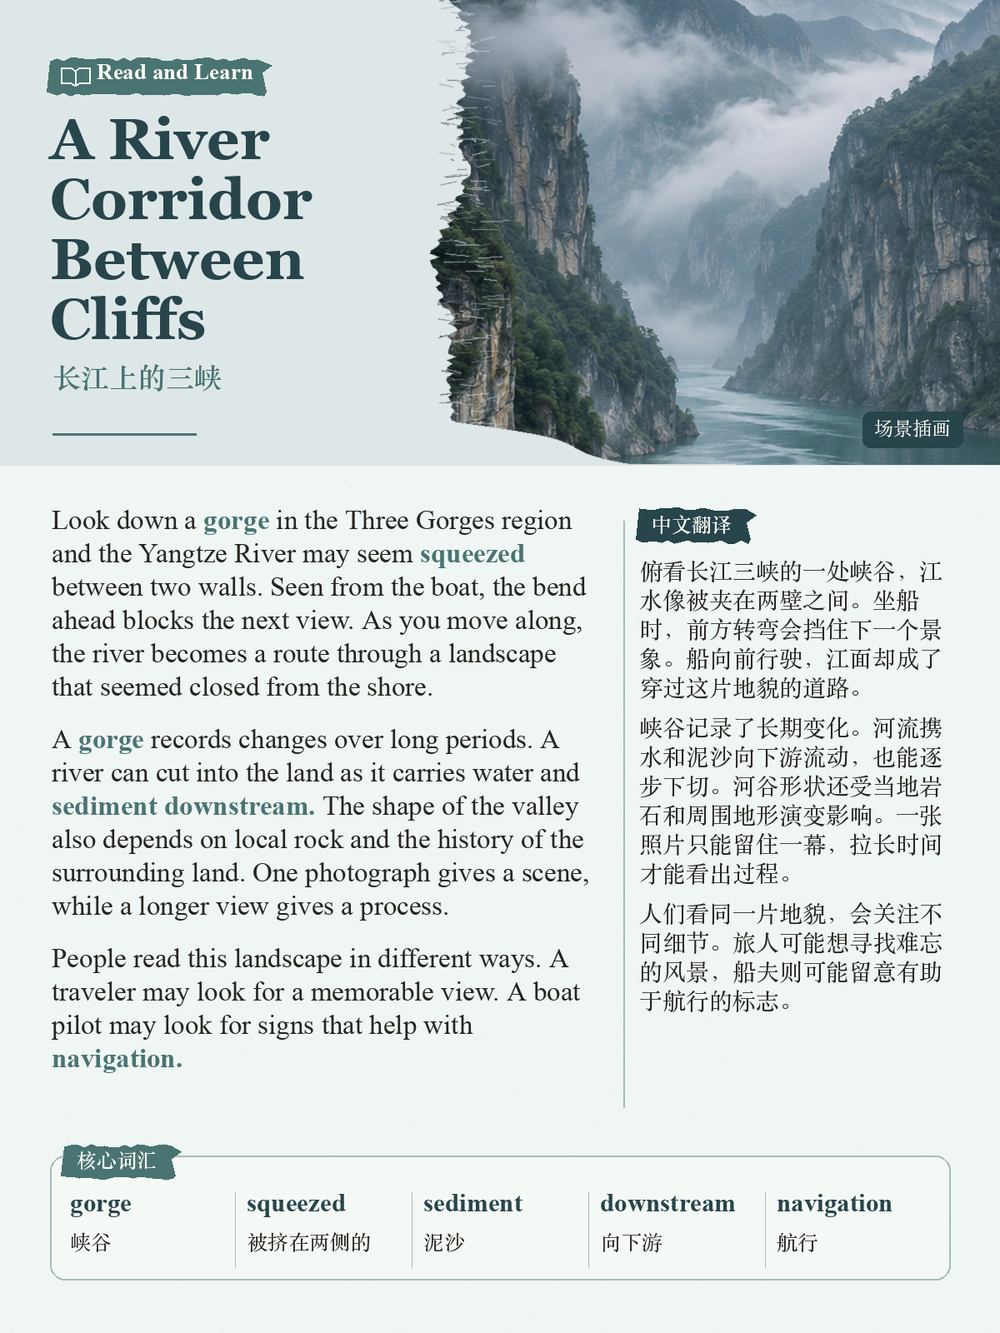 Read and Learn
A River
Corridor
Between
Cliffs
长江上的三峡
场景插画
Look down a gorge in the Three Gorges region
and the Yangtze River may seem squeezed
between two walls. Seen from the boat, the bend
ahead blocks the next view. As you move along,
the river becomes a route through a landscape
that seemed closed from the shore.
A gorge records changes over long periods. A
river can cut into the land as it carries water and
sediment downstream. The shape of the valley
also depends on local rock and the history of the
surrounding land. One photograph gives a scene,
while a longer view gives a process.
People read this landscape in different ways. A
traveler may look for a memorable view. A boat
pilot may look for signs that help with
navigation.
中文翻译
俯看长江三峡的一处峡谷，江
水像被夹在两壁之间。坐船
时，前方转弯会挡住下一个景
象。船向前行驶，江面却成了
穿过这片地貌的道路。
峡谷记录了长期变化。河流携
水和泥沙向下游流动，也能逐
步下切。河谷形状还受当地岩
石和周围地形演变影响。一张
照片只能留住一幕，拉长时间
才能看出过程。
人们看同一片地貌，会关注不
同细节。旅人可能想寻找难忘
的风景，船夫则可能留意有助
于航行的标志。
核心词汇
gorge
峡谷
squeezed
被挤在两侧的
sediment
泥沙
downstream
向下游
navigation
航行